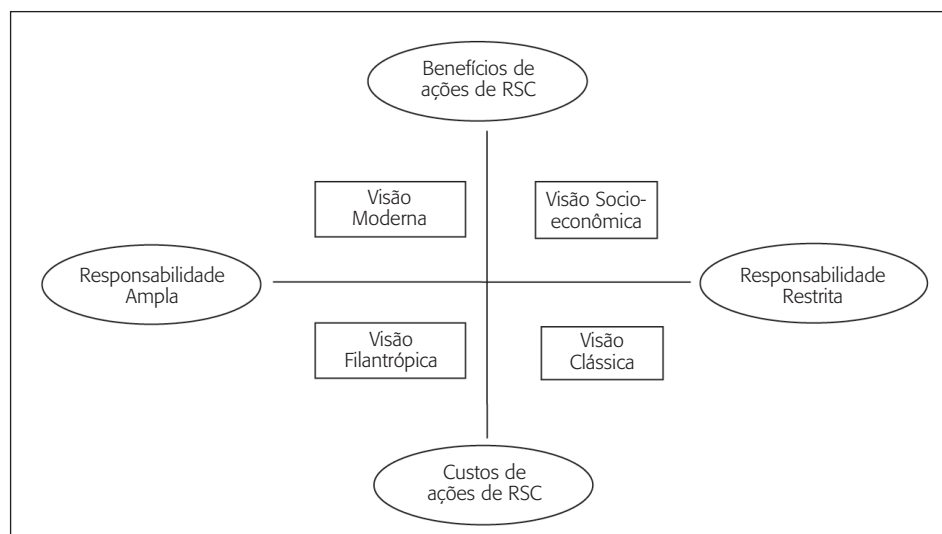 Benefícios de
ações de RSC
Visão
Moderna
Visão Socio-
econômica
Responsabilidade
Ampla
Responsabilidade
Restrita
Visão
Filantrópica
Visão
Clássica
Custos de
ações de RSC